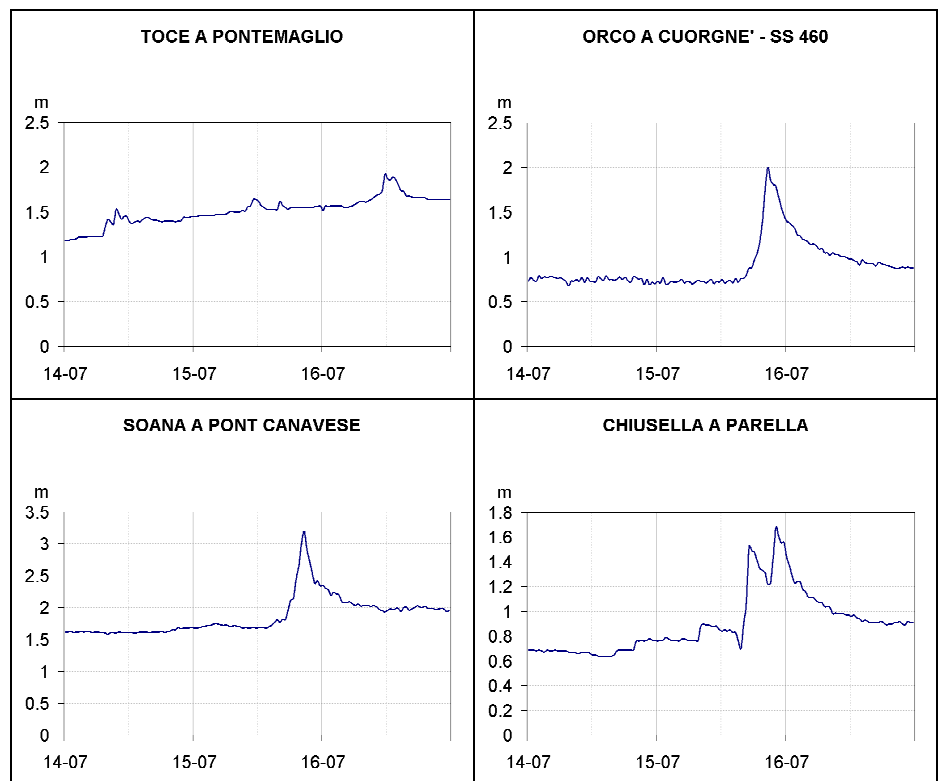 TOCE A PONTEMAGLIO
m
2.5
2
1.5
1
0.5
0
14-07 15-07 16-07
ORCO A CUORGNE' - SS 460
m
2.5
2
1.5
1
0.5
0
14-07 15-07 16-07
SOANA A PONT CANAVESE
m
3.5
3
2.5
2
1.5
1
0.5
0
14-07 15-07 16-07
CHIUSELLA A PARELLA
m
1.8
1.6
1.4
1.2
1
0.8
0.6
0.4
0.2
0
14-07 15-07 16-07